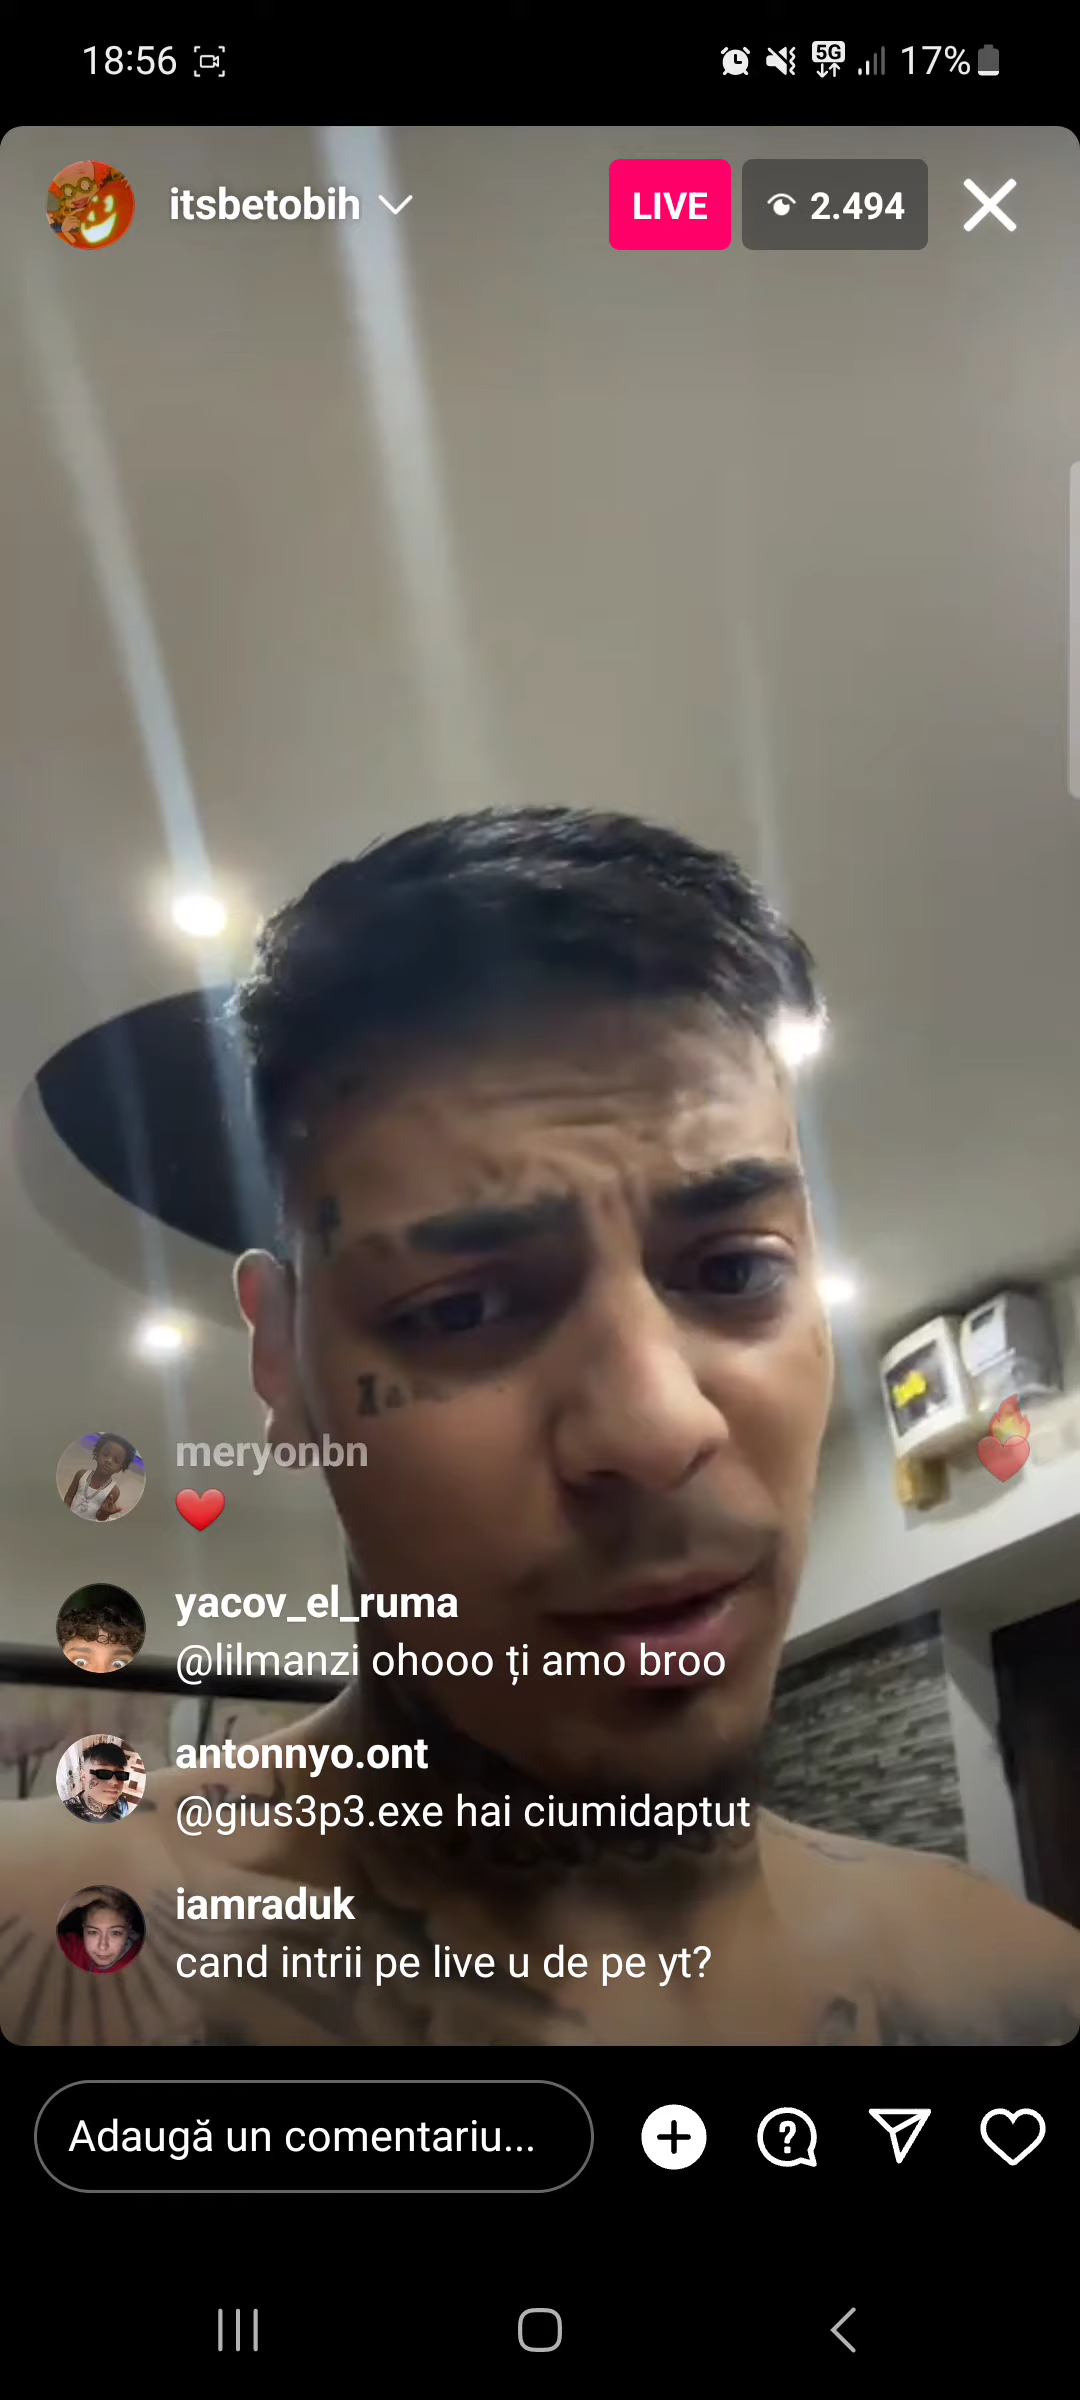 18:56 5G 17%
itsbetobih LIVE 2.494
meryonbn
❤️
yacov_el_ruma
@lilmanzi ohooo ți amo broo
antonnyo.ont
@gius3p3.exe hai ciumidaptut
iamraduk
cand intrii pe live u de pe yt?
Adaugă un comentariu...